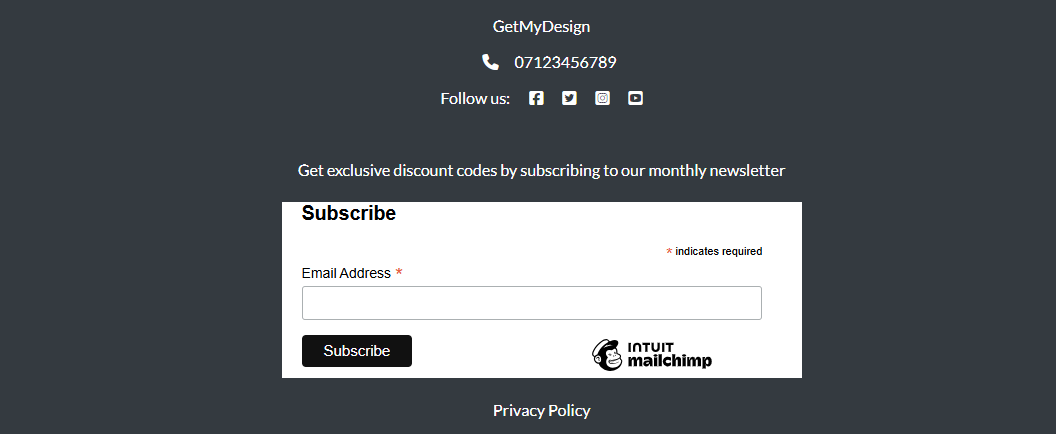 GetMyDesign
07123456789
Follow us:
Get exclusive discount codes by subscribing to our monthly newsletter
Subscribe
* indicates required
Email Address *
Subscribe
INTUIT
mailchimp
Privacy Policy